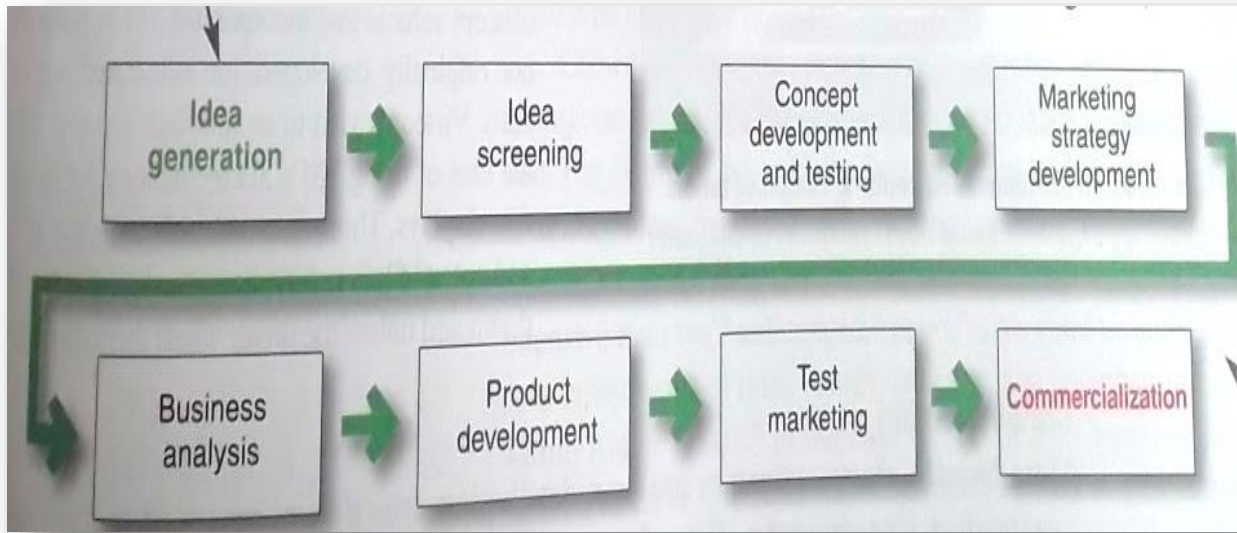 Idea
generation
Idea
screening
Concept
development
and testing
Marketing
strategy
development
Business
analysis
Product
development
Test
marketing
Commercialization